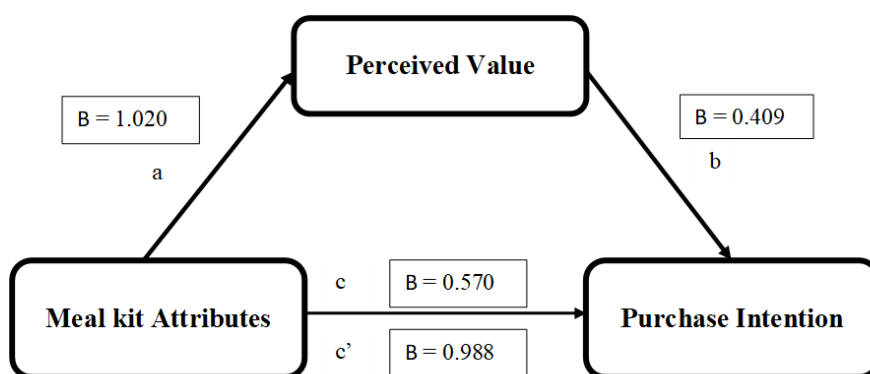 Perceived Value
B = 1.020
B = 0.409
a
b
c
B = 0.570
Meal kit Attributes
Purchase Intention
c’
B = 0.988